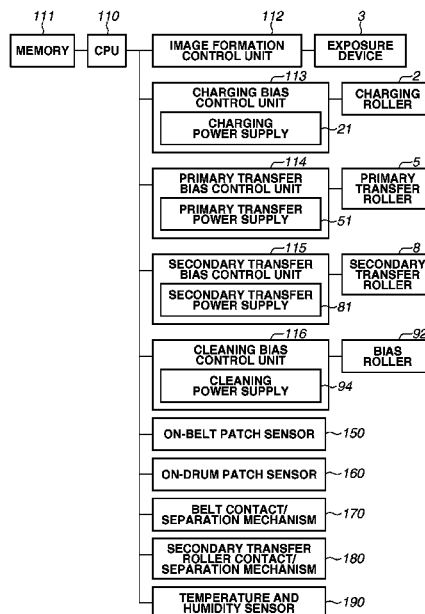 111
110
112
3
MEMORY
CPU
IMAGE FORMATION
CONTROL UNIT
EXPOSURE
DEVICE
113
2
CHARGING BIAS
CONTROL UNIT
CHARGING
ROLLER
CHARGING
POWER SUPPLY
21
114
5
PRIMARY TRANSFER
BIAS CONTROL UNIT
PRIMARY
TRANSFER
ROLLER
PRIMARY TRANSFER
POWER SUPPLY
51
115
8
SECONDARY TRANSFER
BIAS CONTROL UNIT
SECONDARY
TRANSFER
ROLLER
SECONDARY TRANSFER
POWER SUPPLY
81
116
92
CLEANING BIAS
CONTROL UNIT
BIAS
ROLLER
CLEANING
POWER SUPPLY
94
ON-BELT PATCH SENSOR
150
ON-DRUM PATCH SENSOR
160
BELT CONTACT/
SEPARATION MECHANISM
170
SECONDARY TRANSFER
ROLLER CONTACT/
SEPARATION MECHANISM
180
TEMPERATURE AND
HUMIDITY SENSOR
190